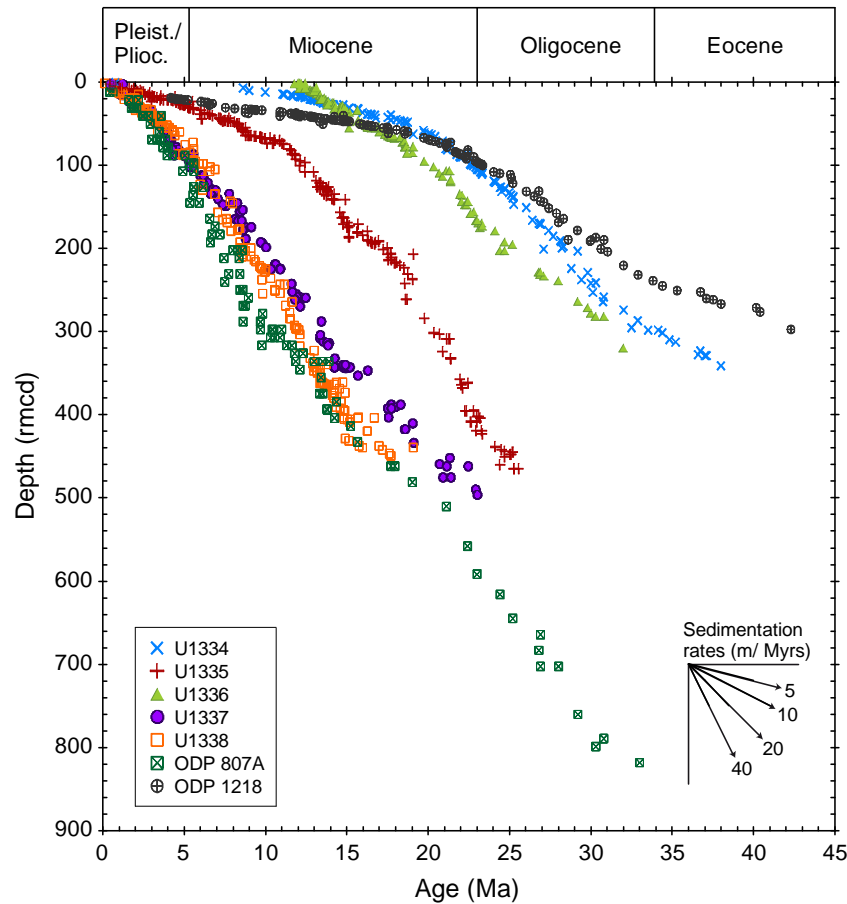 Pleist./
Plioc.
Miocene
Oligocene
Eocene
0
100
200
300
400
500
600
700
800
900
Depth (rmcd)
U1334
U1335
U1336
U1337
U1338
ODP 807A
ODP 1218
Sedimentation
rates (m/ Myrs)
5
10
20
40
0 5 10 15 20 25 30 35 40 45
Age (Ma)